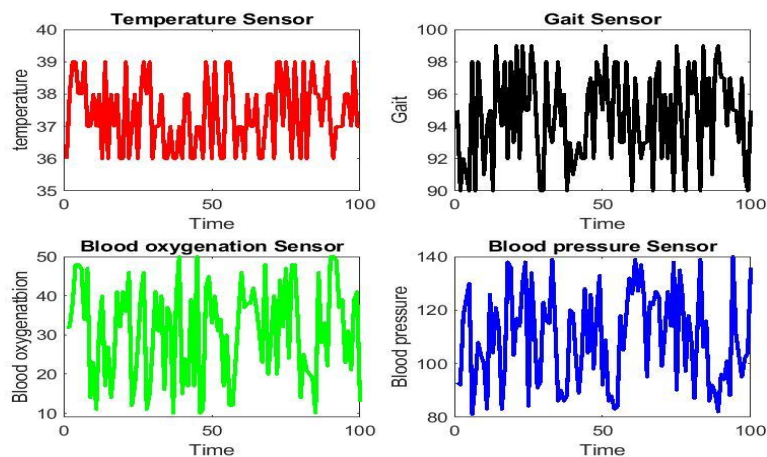 Temperature Sensor
temperature
40
39
38
37
36
35
0
50
100
Time
Gait Sensor
Gait
100
98
96
94
92
90
0
50
100
Time
Blood oxygenation Sensor
Blood oxygenatbion
50
40
30
20
10
0
50
100
Time
Blood pressure Sensor
Blood pressure
140
120
100
80
0
50
100
Time